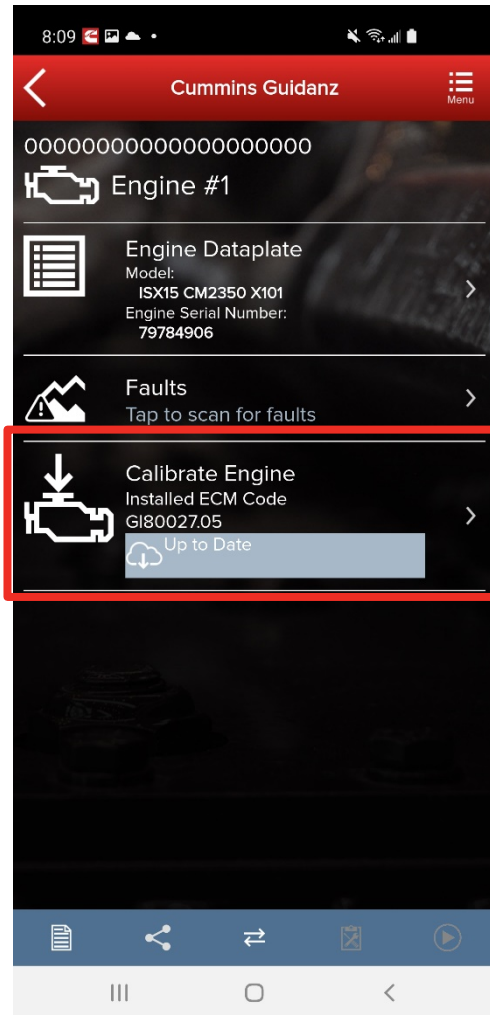 8:09
Cummins Guidanz
Menu
00000000000000000000
Engine #1
Engine Dataplate
Model:
ISX15 CM2350 X101
Engine Serial Number:
79784906
Faults
Tap to scan for faults
Calibrate Engine
Installed ECM Code
GI80027.05
Up to Date